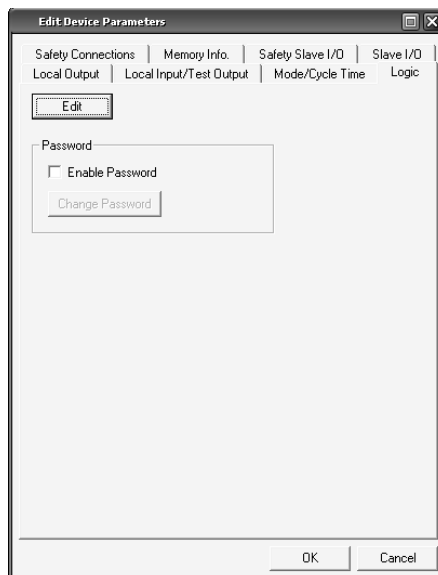 Edit Device Parameters
Safety Connections Memory Info. Safety Slave I/O Slave I/O
Local Output Local Input/Test Output Mode/Cycle Time Logic
Edit
Password
Enable Password
Change Password
OK Cancel